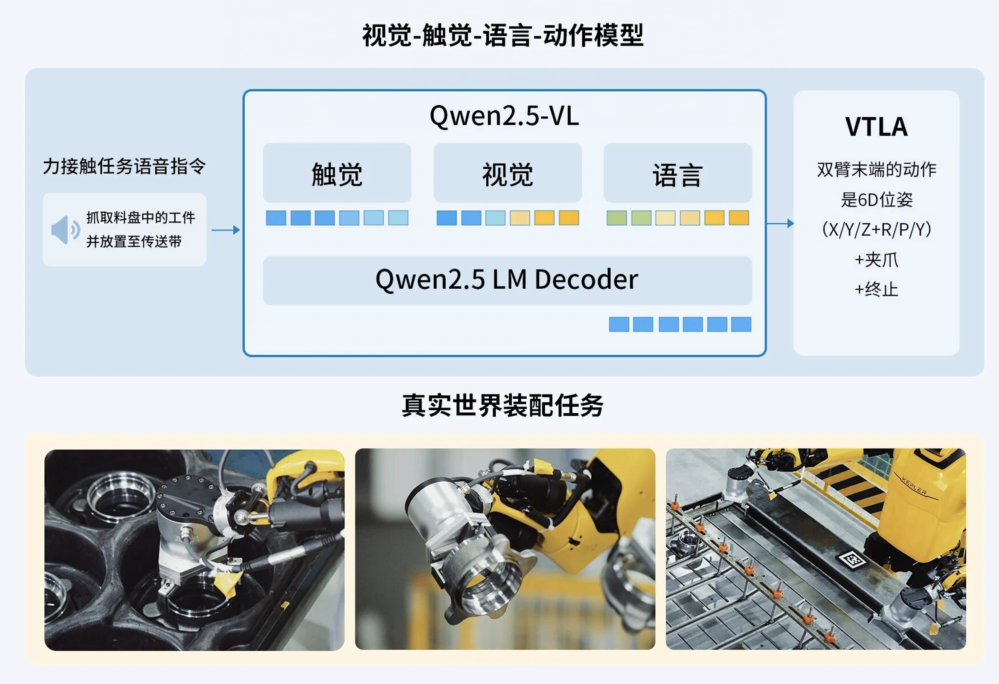 视觉-触觉-语言-动作模型
力接触任务语音指令
抓取料盘中的工件
并放置至传送带
Qwen2.5-VL
触觉
视觉
语言
Qwen2.5 LM Decoder
VTLA
双臂末端的动作
是6D位姿
（X/Y/Z+R/P/Y）
+夹爪
+终止
真实世界装配任务
KEPLER